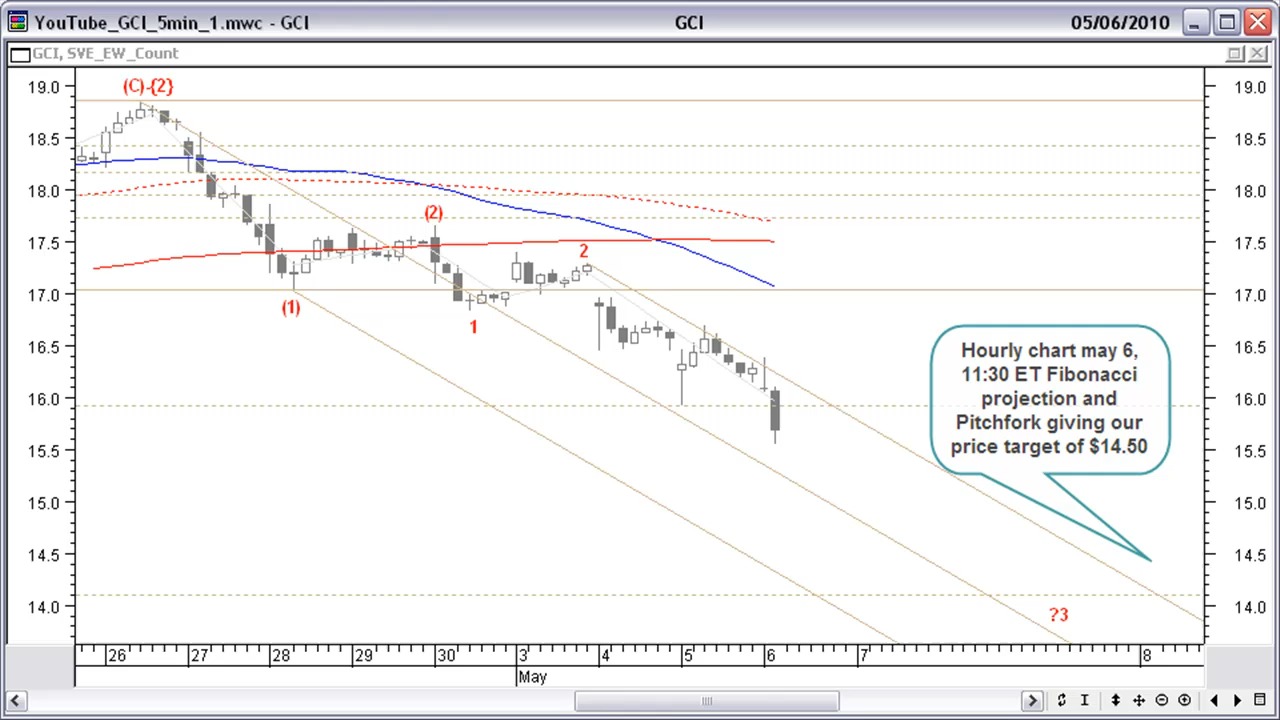 YouTube_GCI_5min_1.mwc - GCI GCI 05/06/2010
GCI, SVE_EW_Count
(C)-{2}
19.0 19.0
18.5 18.5
18.0 18.0
(2)
17.5 17.5
2
17.0 17.0
(1)
1
16.5 16.5
Hourly chart may 6,
11:30 ET Fibonacci
projection and
Pitchfork giving our
price target of $14.50
16.0 16.0
15.5 15.5
15.0 15.0
14.5 14.5
14.0 14.0
?3
26 27 28 29 30 3 4 5 6 7 8
May